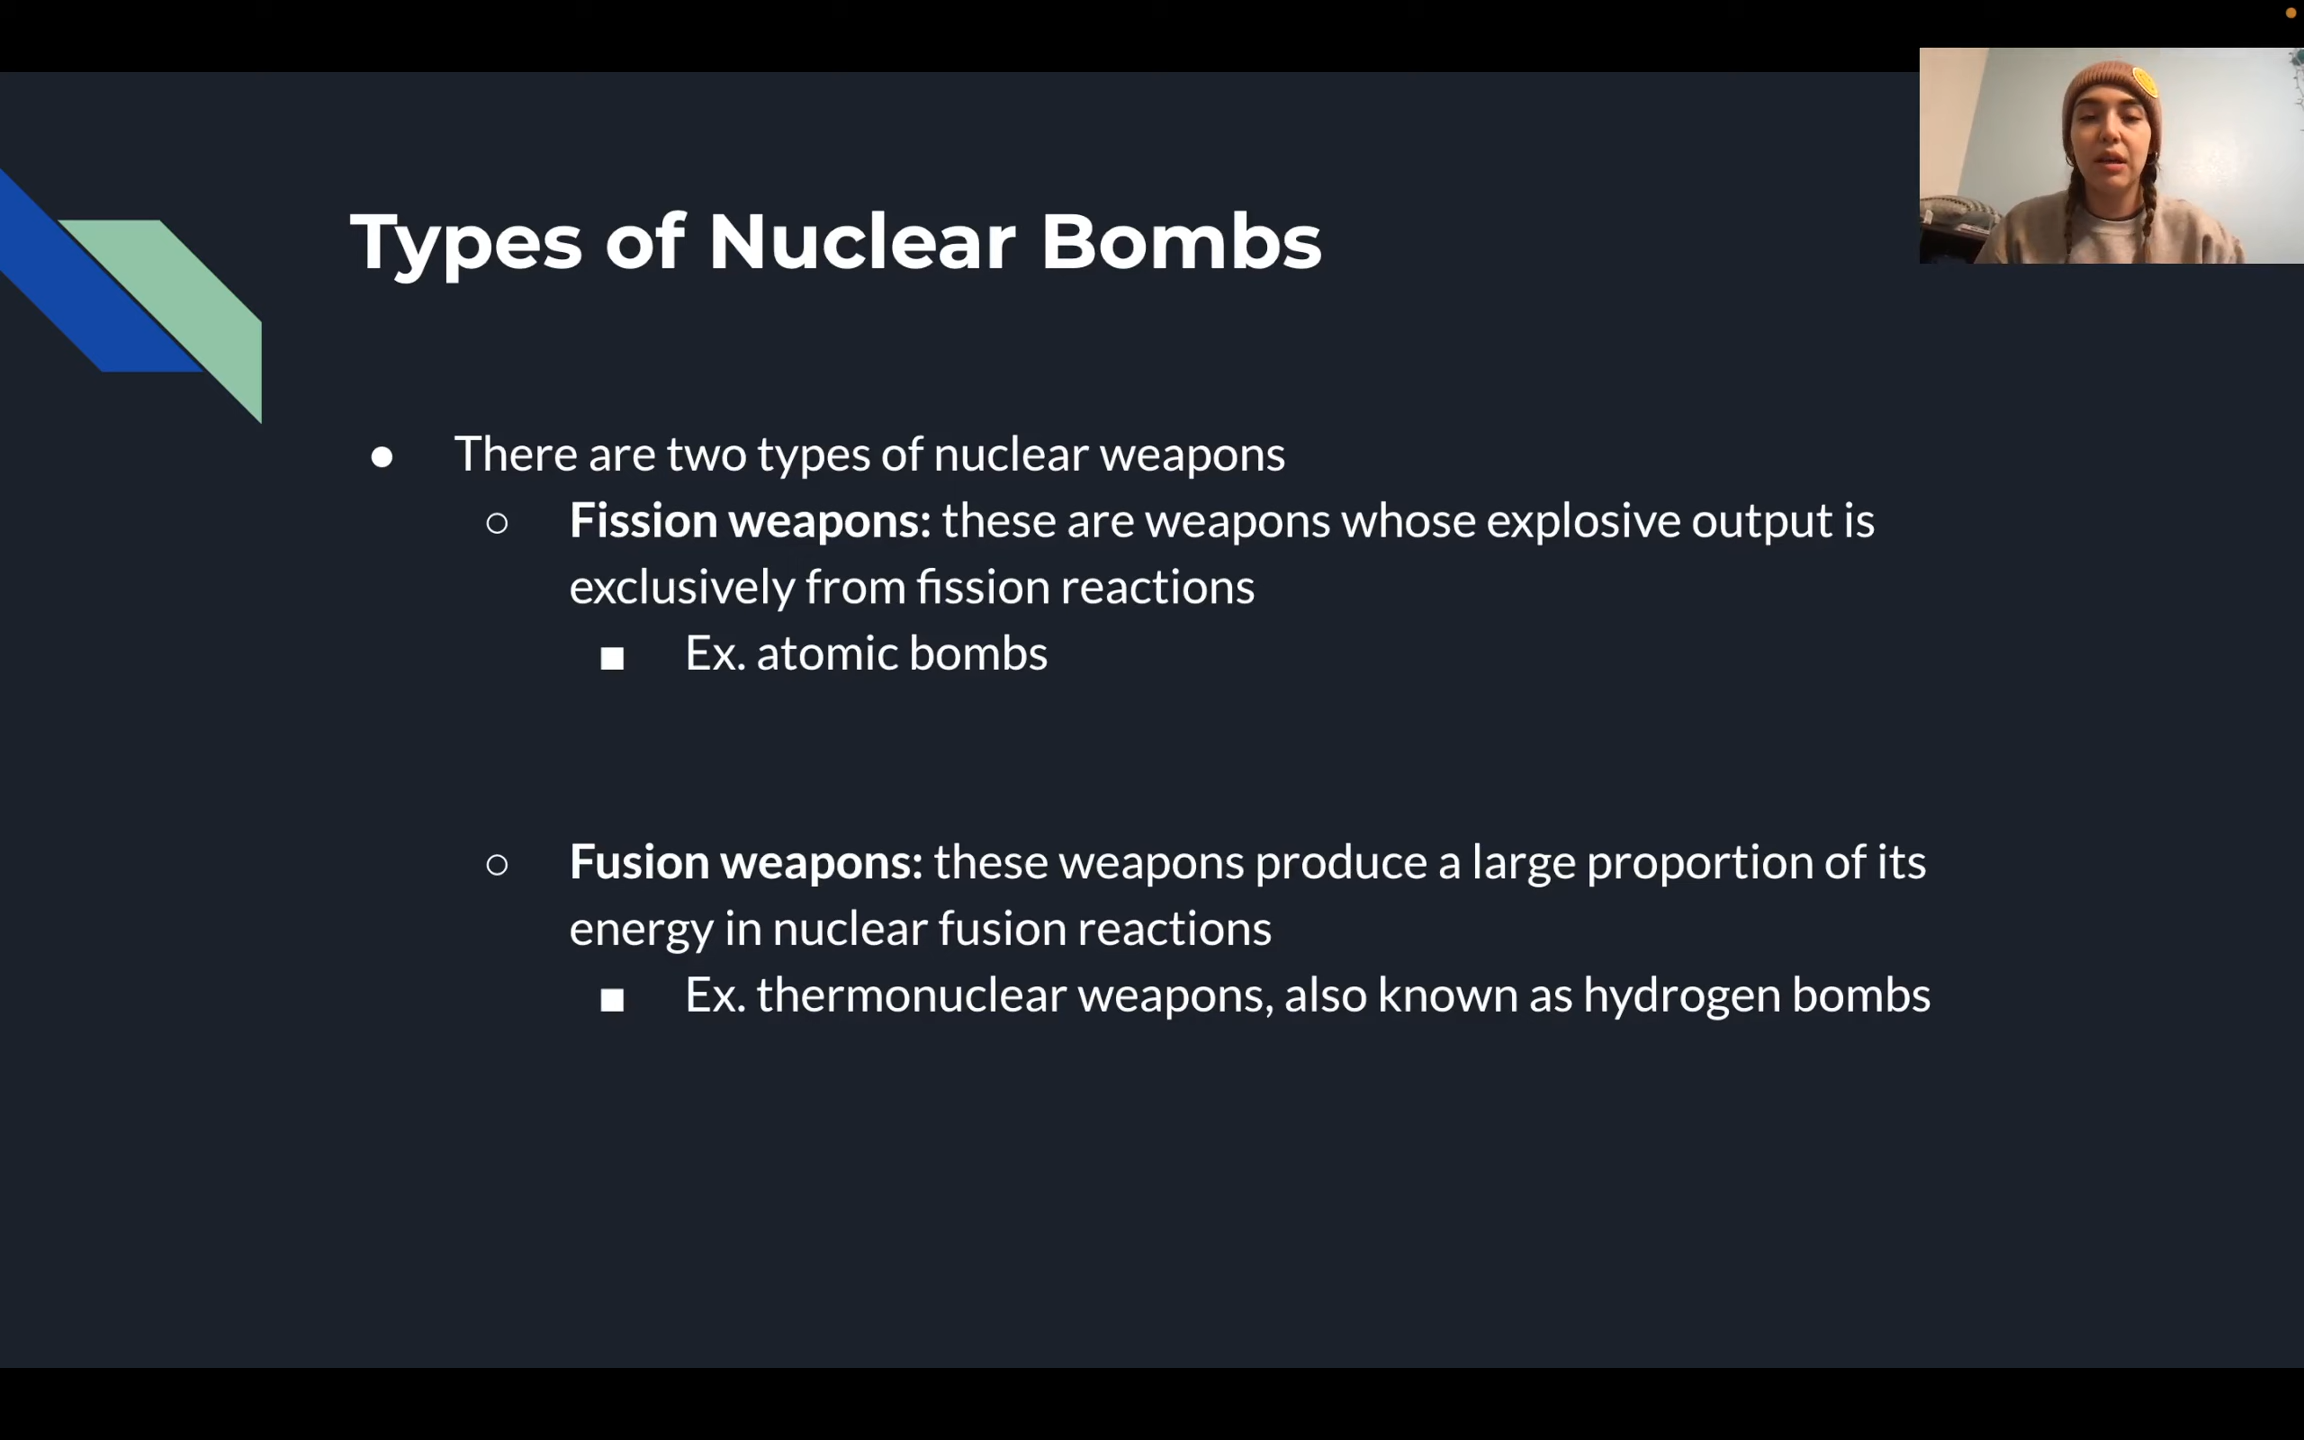 Types of Nuclear Bombs
● There are two types of nuclear weapons
○ Fission weapons: these are weapons whose explosive output is
exclusively from fission reactions
■ Ex. atomic bombs
○ Fusion weapons: these weapons produce a large proportion of its
energy in nuclear fusion reactions
■ Ex. thermonuclear weapons, also known as hydrogen bombs